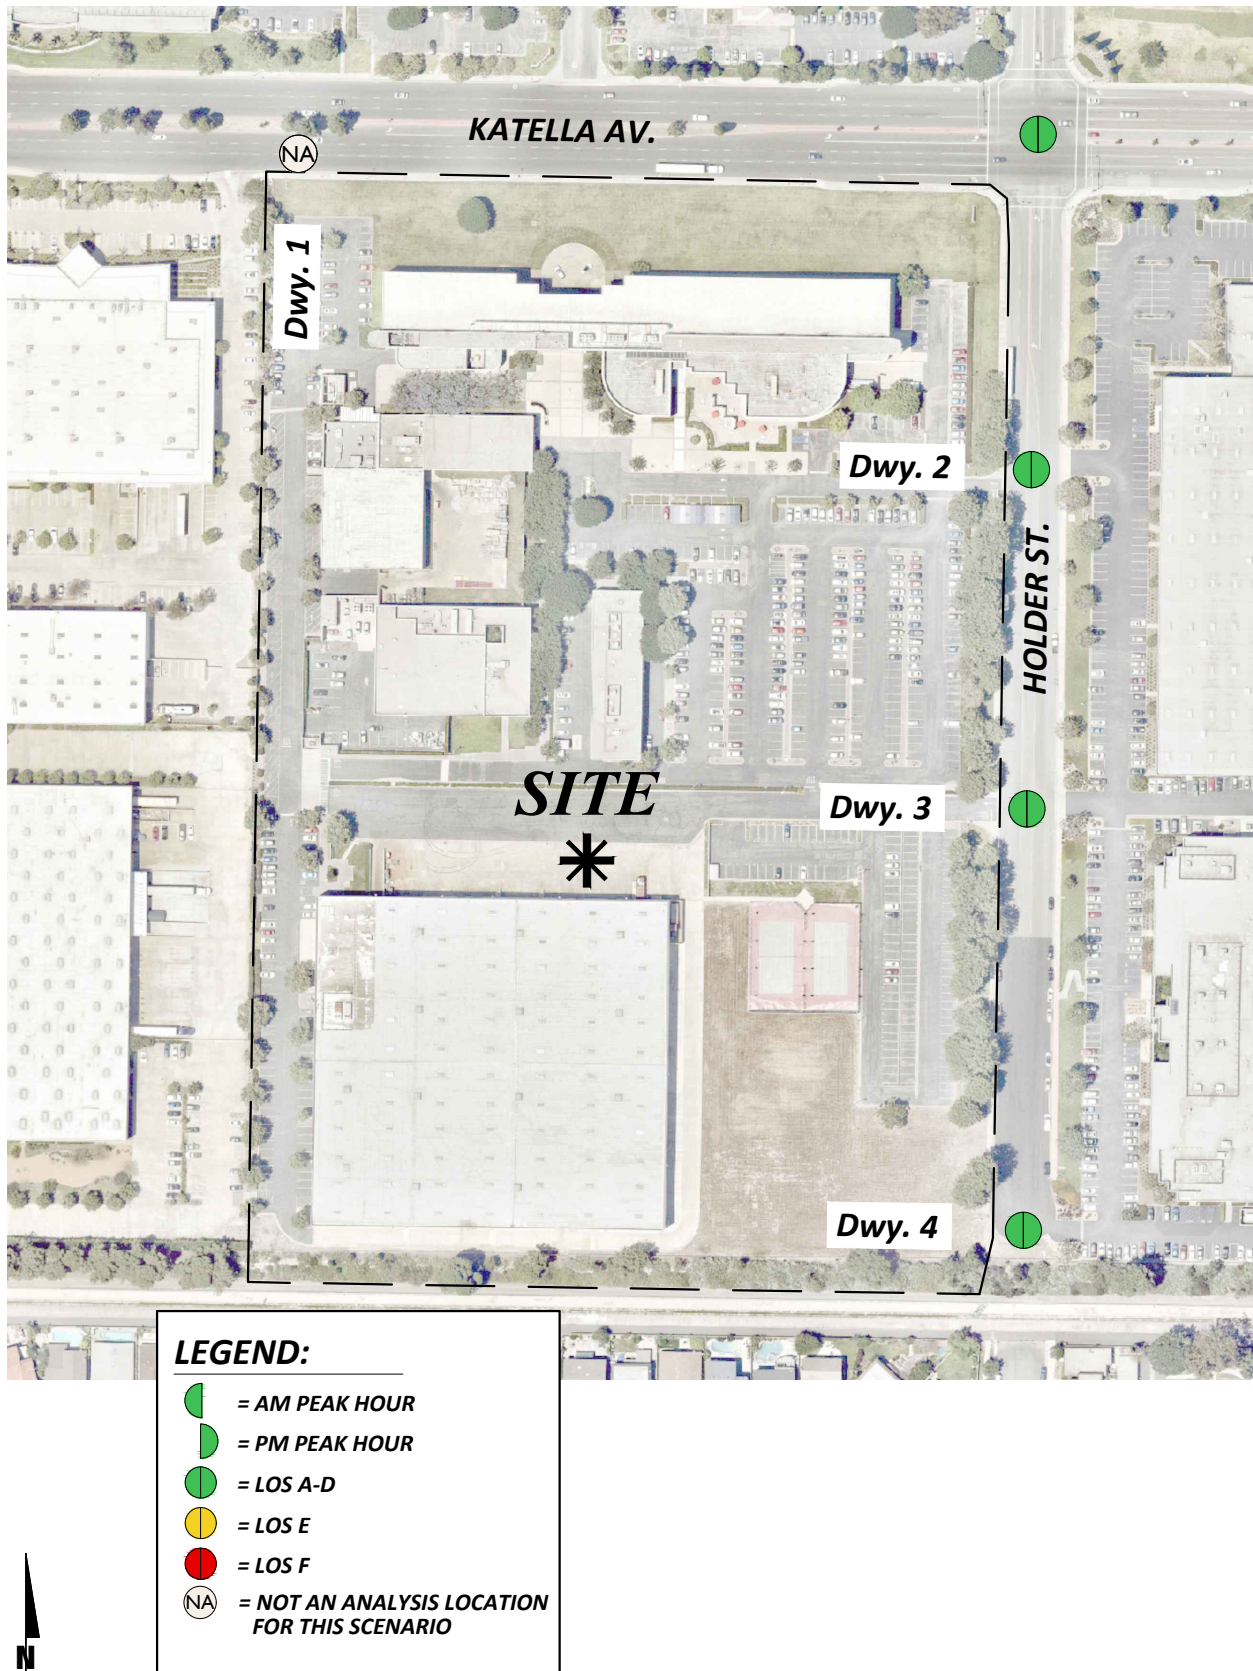 KATELLA AV.
NA
Dwy. 1
Dwy. 2
HOLDER ST.
SITE
Dwy. 3
Dwy. 4
LEGEND:
= AM PEAK HOUR
= PM PEAK HOUR
= LOS A-D
= LOS E
= LOS F
NA = NOT AN ANALYSIS LOCATION
FOR THIS SCENARIO
N